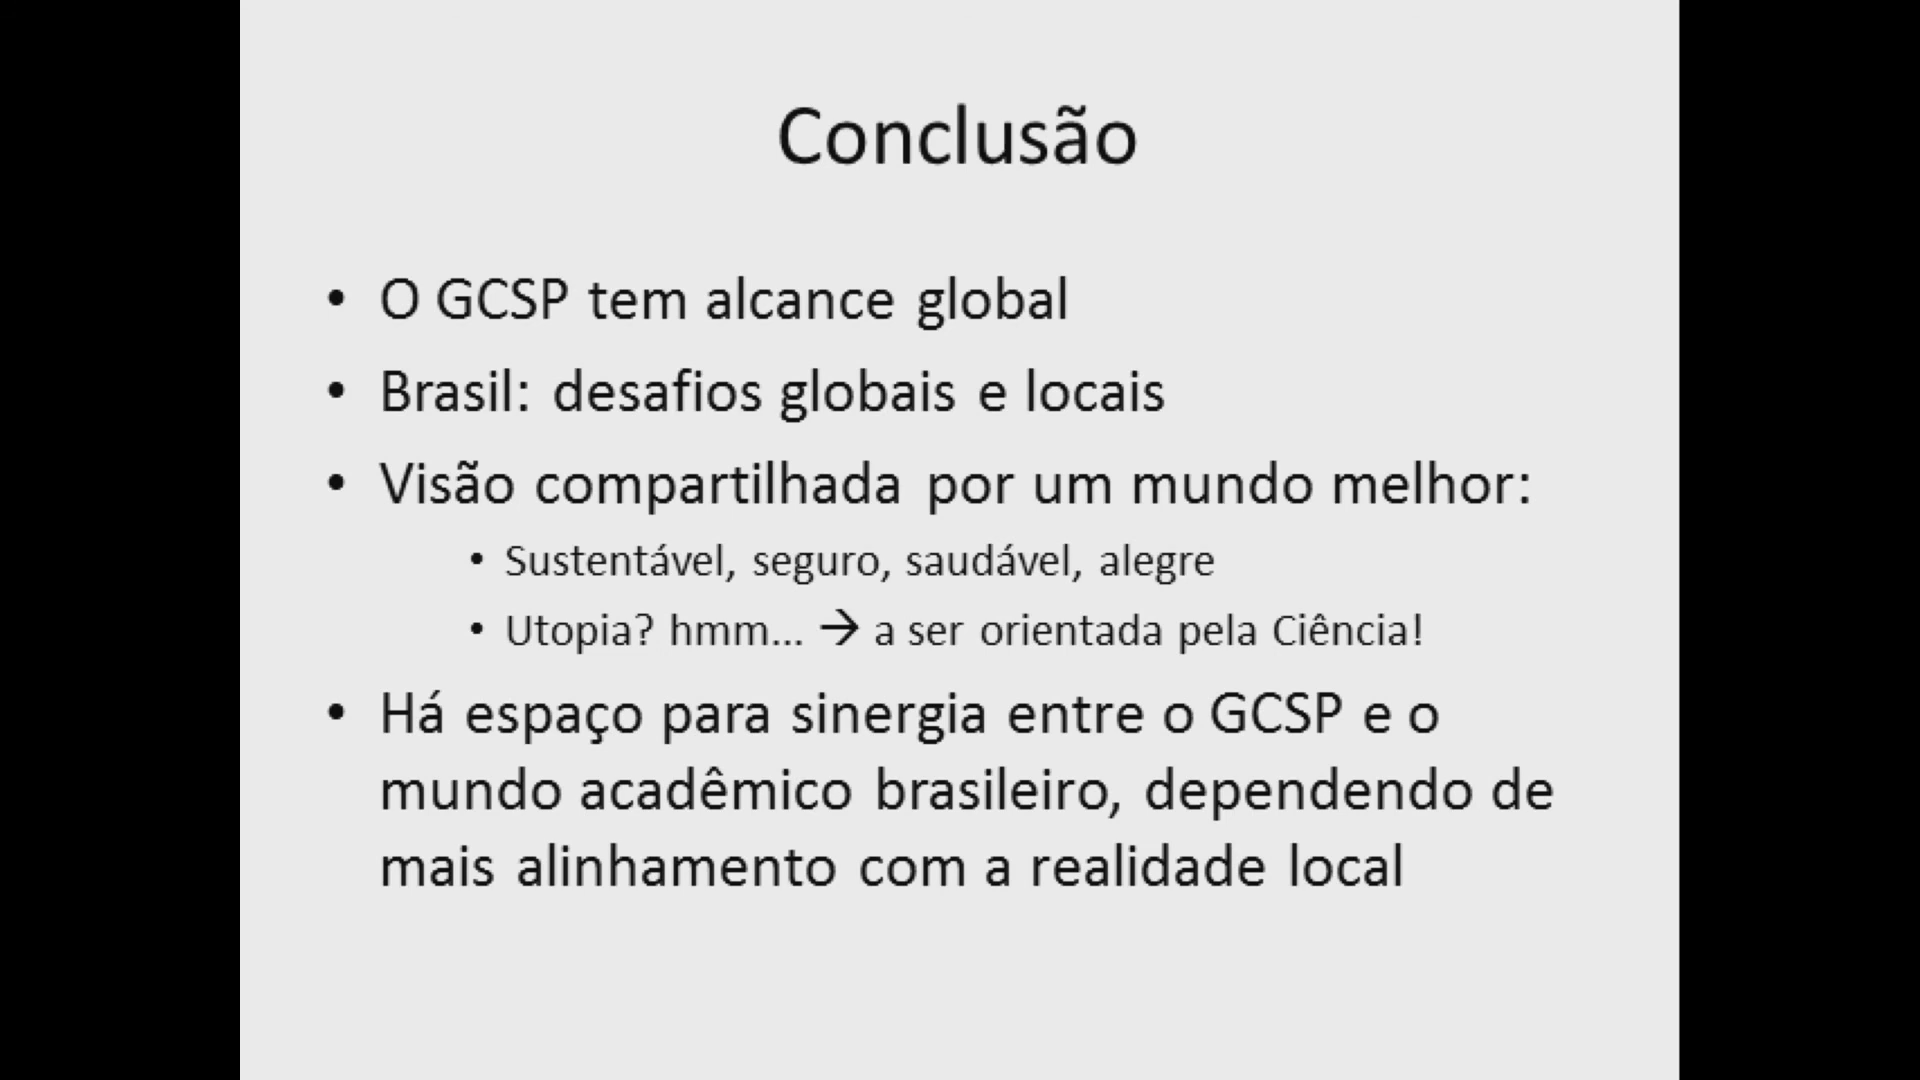 Conclusão
• O GCSP tem alcance global
• Brasil: desafios globais e locais
• Visão compartilhada por um mundo melhor:
• Sustentável, seguro, saudável, alegre
• Utopia? hmm... → a ser orientada pela Ciência!
• Há espaço para sinergia entre o GCSP e o
mundo acadêmico brasileiro, dependendo de
mais alinhamento com a realidade local